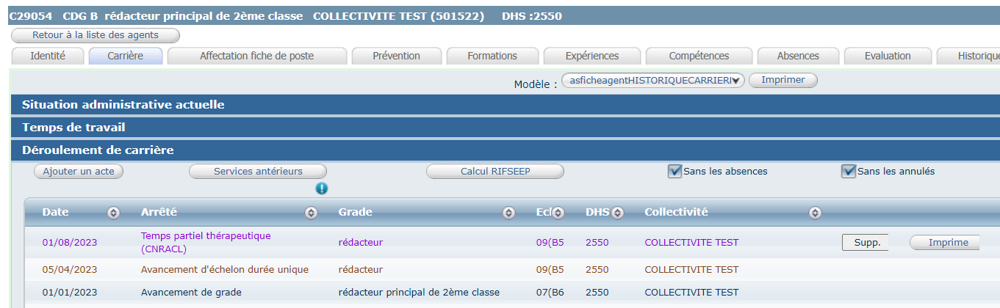 C29054 CDG B rédacteur principal de 2ème classe COLLECTIVITE TEST (501522) DHS :2550
Retour à la liste des agents
Identité Carrière Affectation fiche de poste Prévention Formations Expériences Compétences Absences Evaluation Historique
Modèle : asficheagentHISTORIQUECARRIERI Imprimer
Situation administrative actuelle
Temps de travail
Déroulement de carrière
Ajouter un acte Services antérieurs Calcul RIFSEEP Sans les absences Sans les annulés
Date Arrêté Grade Ecl DHS Collectivité
01/08/2023 Temps partiel thérapeutique (CNRACL) rédacteur 09(B5 2550 COLLECTIVITE TEST Supp. Imprime
05/04/2023 Avancement d'échelon durée unique rédacteur 09(B5 2550 COLLECTIVITE TEST
01/01/2023 Avancement de grade rédacteur principal de 2ème classe 07(B6 2550 COLLECTIVITE TEST